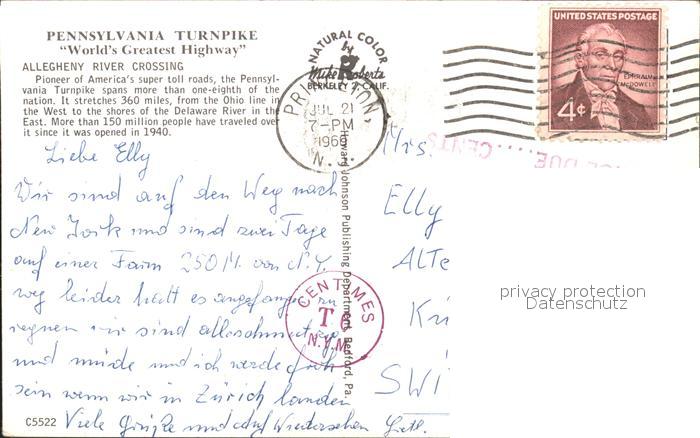 PENNSYLVANIA TURNPIKE
"World's Greatest Highway"
ALLEGHENY RIVER CROSSING
Pioneer of America's super toll roads, the Pennsyl-
vania Turnpike spans more than one-eighth of the
nation. It stretches 360 miles, from the Ohio line in
the West to the shores of the Delaware River in the
East. More than 150 million people have traveled over
it since it was opened in 1940.
NATURAL COLOR
by
Mike Roberts
BERKELEY 2, CALIF.
JUL 21
7-PM
1960
N. J.
UNITED STATES POSTAGE
EPHRAIM
McDOWELL
4¢
DUE .... CENTS
Liebe Elly
Wir sind auf den Weg nach
New York und sind zwei Tage
auf einer Farm 250 M. von N.Y.
weg leider hatt es angefangen zu
regnen wir sind alle
und müde und ich werde froh
sein wenn wir in Zürich landen
Viele Grüße und auf Wiedersehen
Mrs.
Elly
ALTe
SWI
CENTIMES
T
N.Y.M.
Howard Johnson Publishing Department, Bedford, Pa.
C5522
privacy protection
Datenschutz